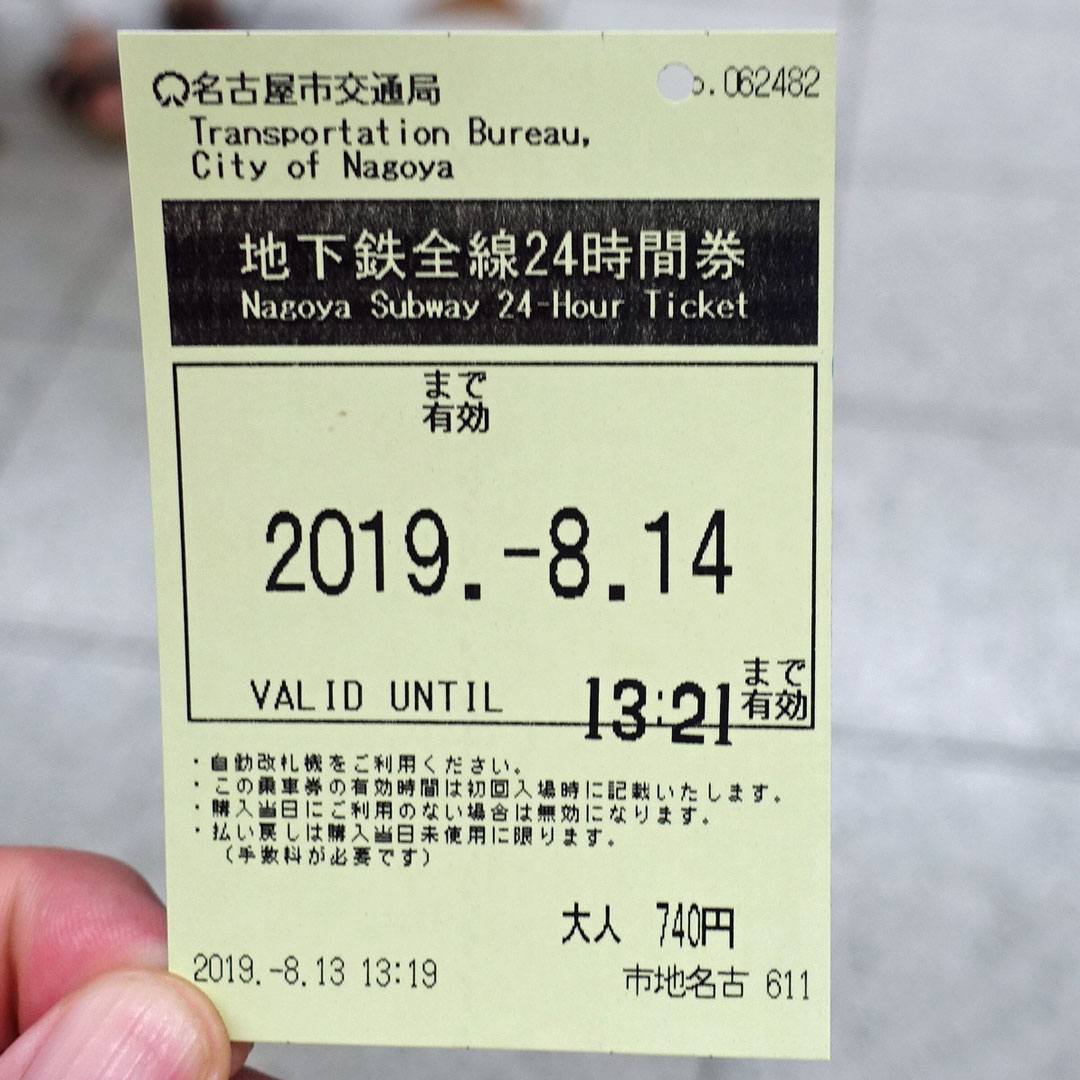 名古屋市交通局
.062482
Transportation Bureau,
City of Nagoya
地下鉄全線24時間券
Nagoya Subway 24-Hour Ticket
まで
有効
2019.-8.14
VALID UNTIL 13:21 まで有効
・自動改札機をご利用ください。
・この乗車券の有効時間は初回入場時に記載いたします。
・購入当日にご利用のない場合は無効になります。
・払い戻しは購入当日未使用に限ります。
（手数料が必要です）
大人 740円
2019.-8.13 13:19
市地名古 611